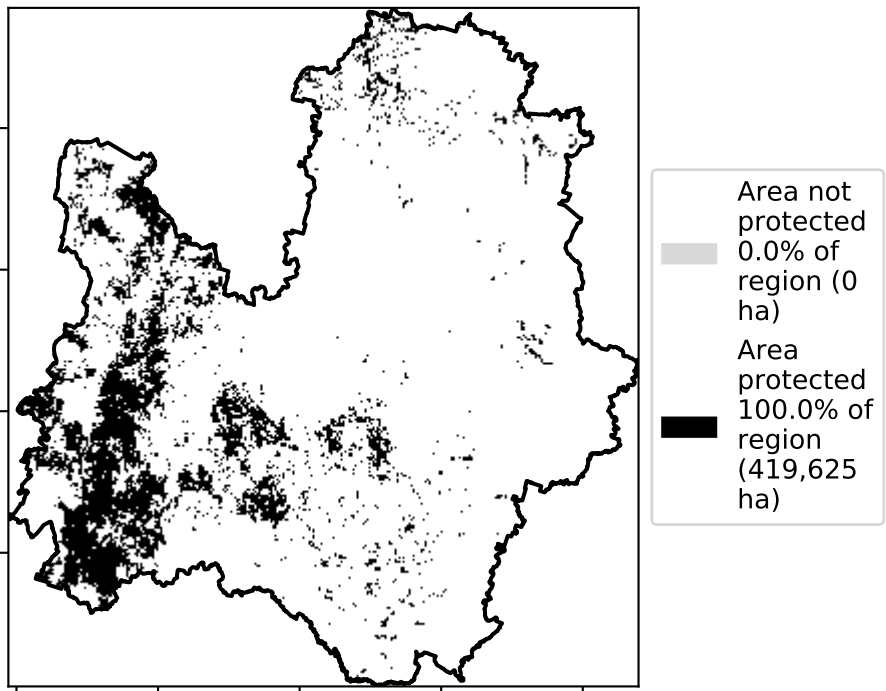 Area not
protected
0.0% of
region (0
ha)
Area
protected
100.0% of
region
(419,625
ha)